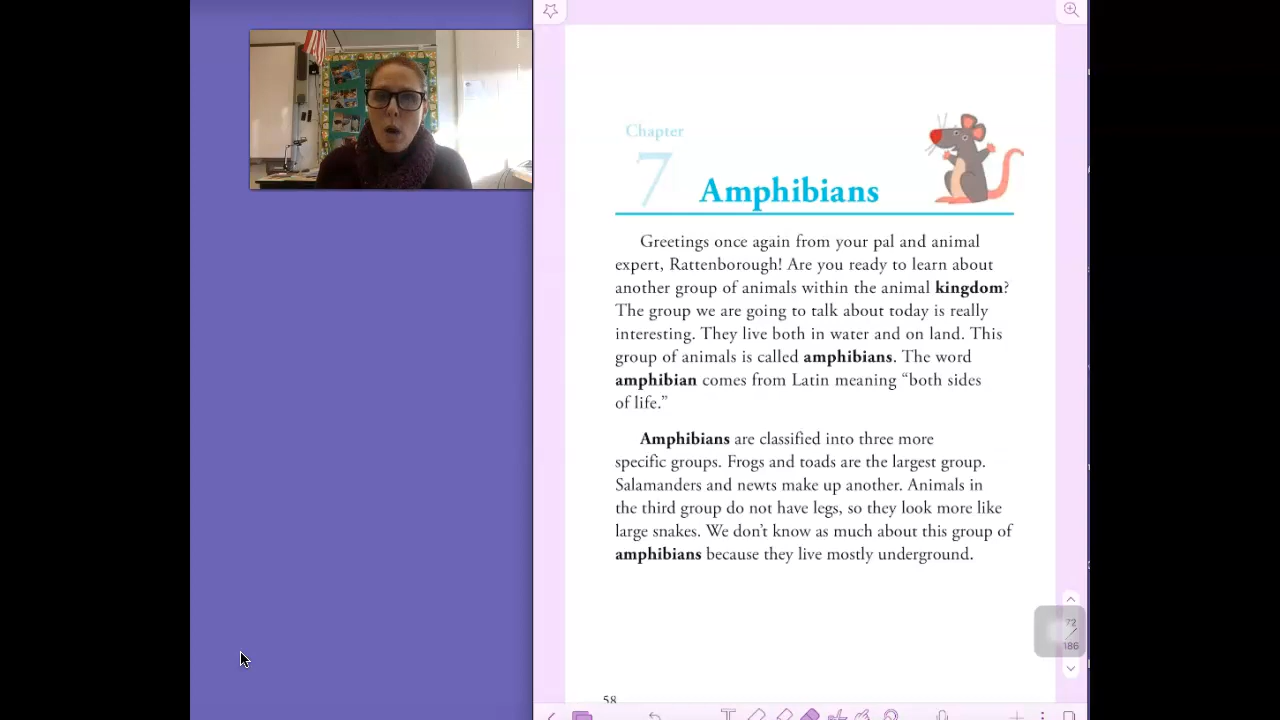 Chapter
7
Amphibians
Greetings once again from your pal and animal
expert, Rattenborough! Are you ready to learn about
another group of animals within the animal kingdom?
The group we are going to talk about today is really
interesting. They live both in water and on land. This
group of animals is called amphibians. The word
amphibian comes from Latin meaning “both sides
of life.”
Amphibians are classified into three more
specific groups. Frogs and toads are the largest group.
Salamanders and newts make up another. Animals in
the third group do not have legs, so they look more like
large snakes. We don’t know as much about this group of
amphibians because they live mostly underground.
72
/
186
58